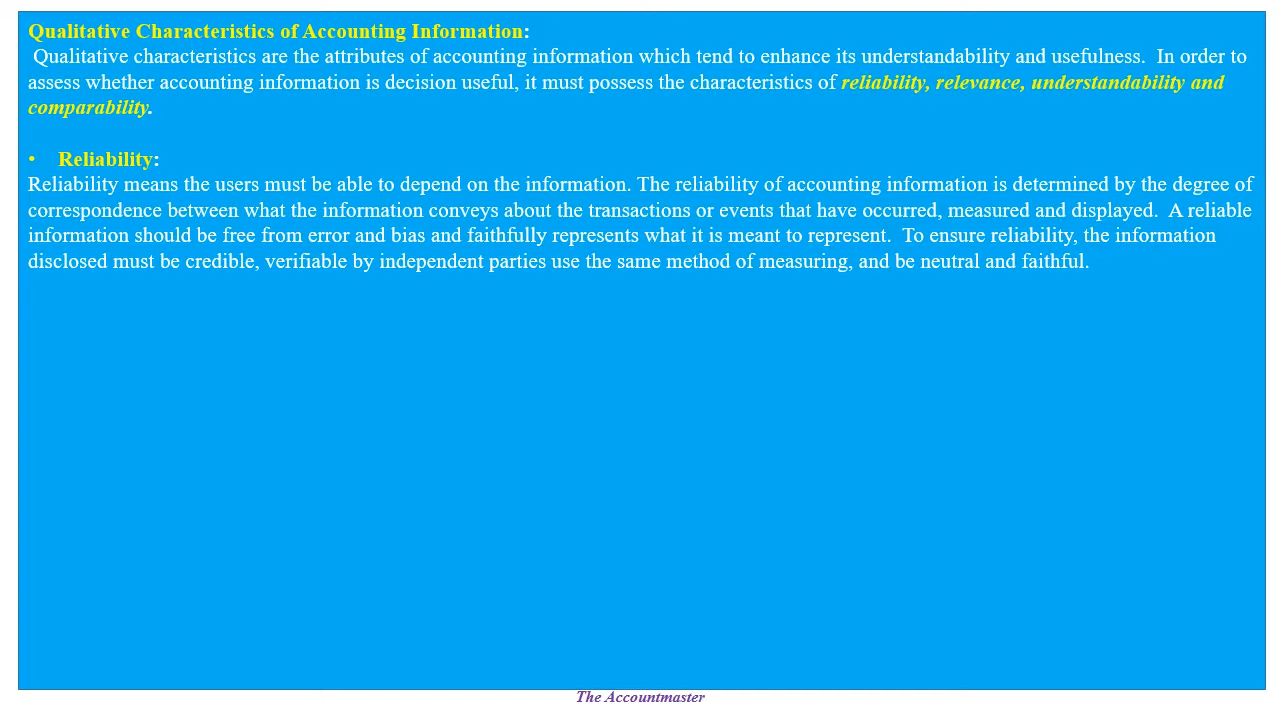 Qualitative Characteristics of Accounting Information:
Qualitative characteristics are the attributes of accounting information which tend to enhance its understandability and usefulness. In order to
assess whether accounting information is decision useful, it must possess the characteristics of reliability, relevance, understandability and
comparability.
• Reliability:
Reliability means the users must be able to depend on the information. The reliability of accounting information is determined by the degree of
correspondence between what the information conveys about the transactions or events that have occurred, measured and displayed. A reliable
information should be free from error and bias and faithfully represents what it is meant to represent. To ensure reliability, the information
disclosed must be credible, verifiable by independent parties use the same method of measuring, and be neutral and faithful.
The Accountmaster